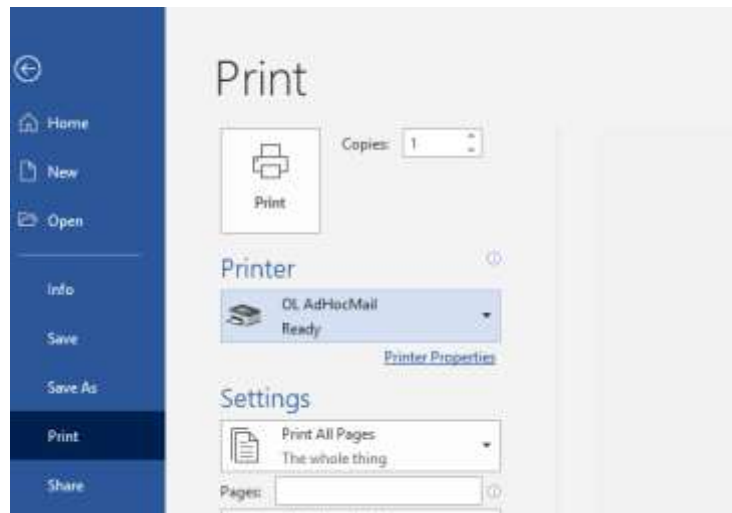 Print
Home
New
Open
Info
Save
Save As
Print
Share
Copies: 1
Print
Printer
OL AdHocMail
Ready
Printer Properties
Settings
Print All Pages
The whole thing
Pages: